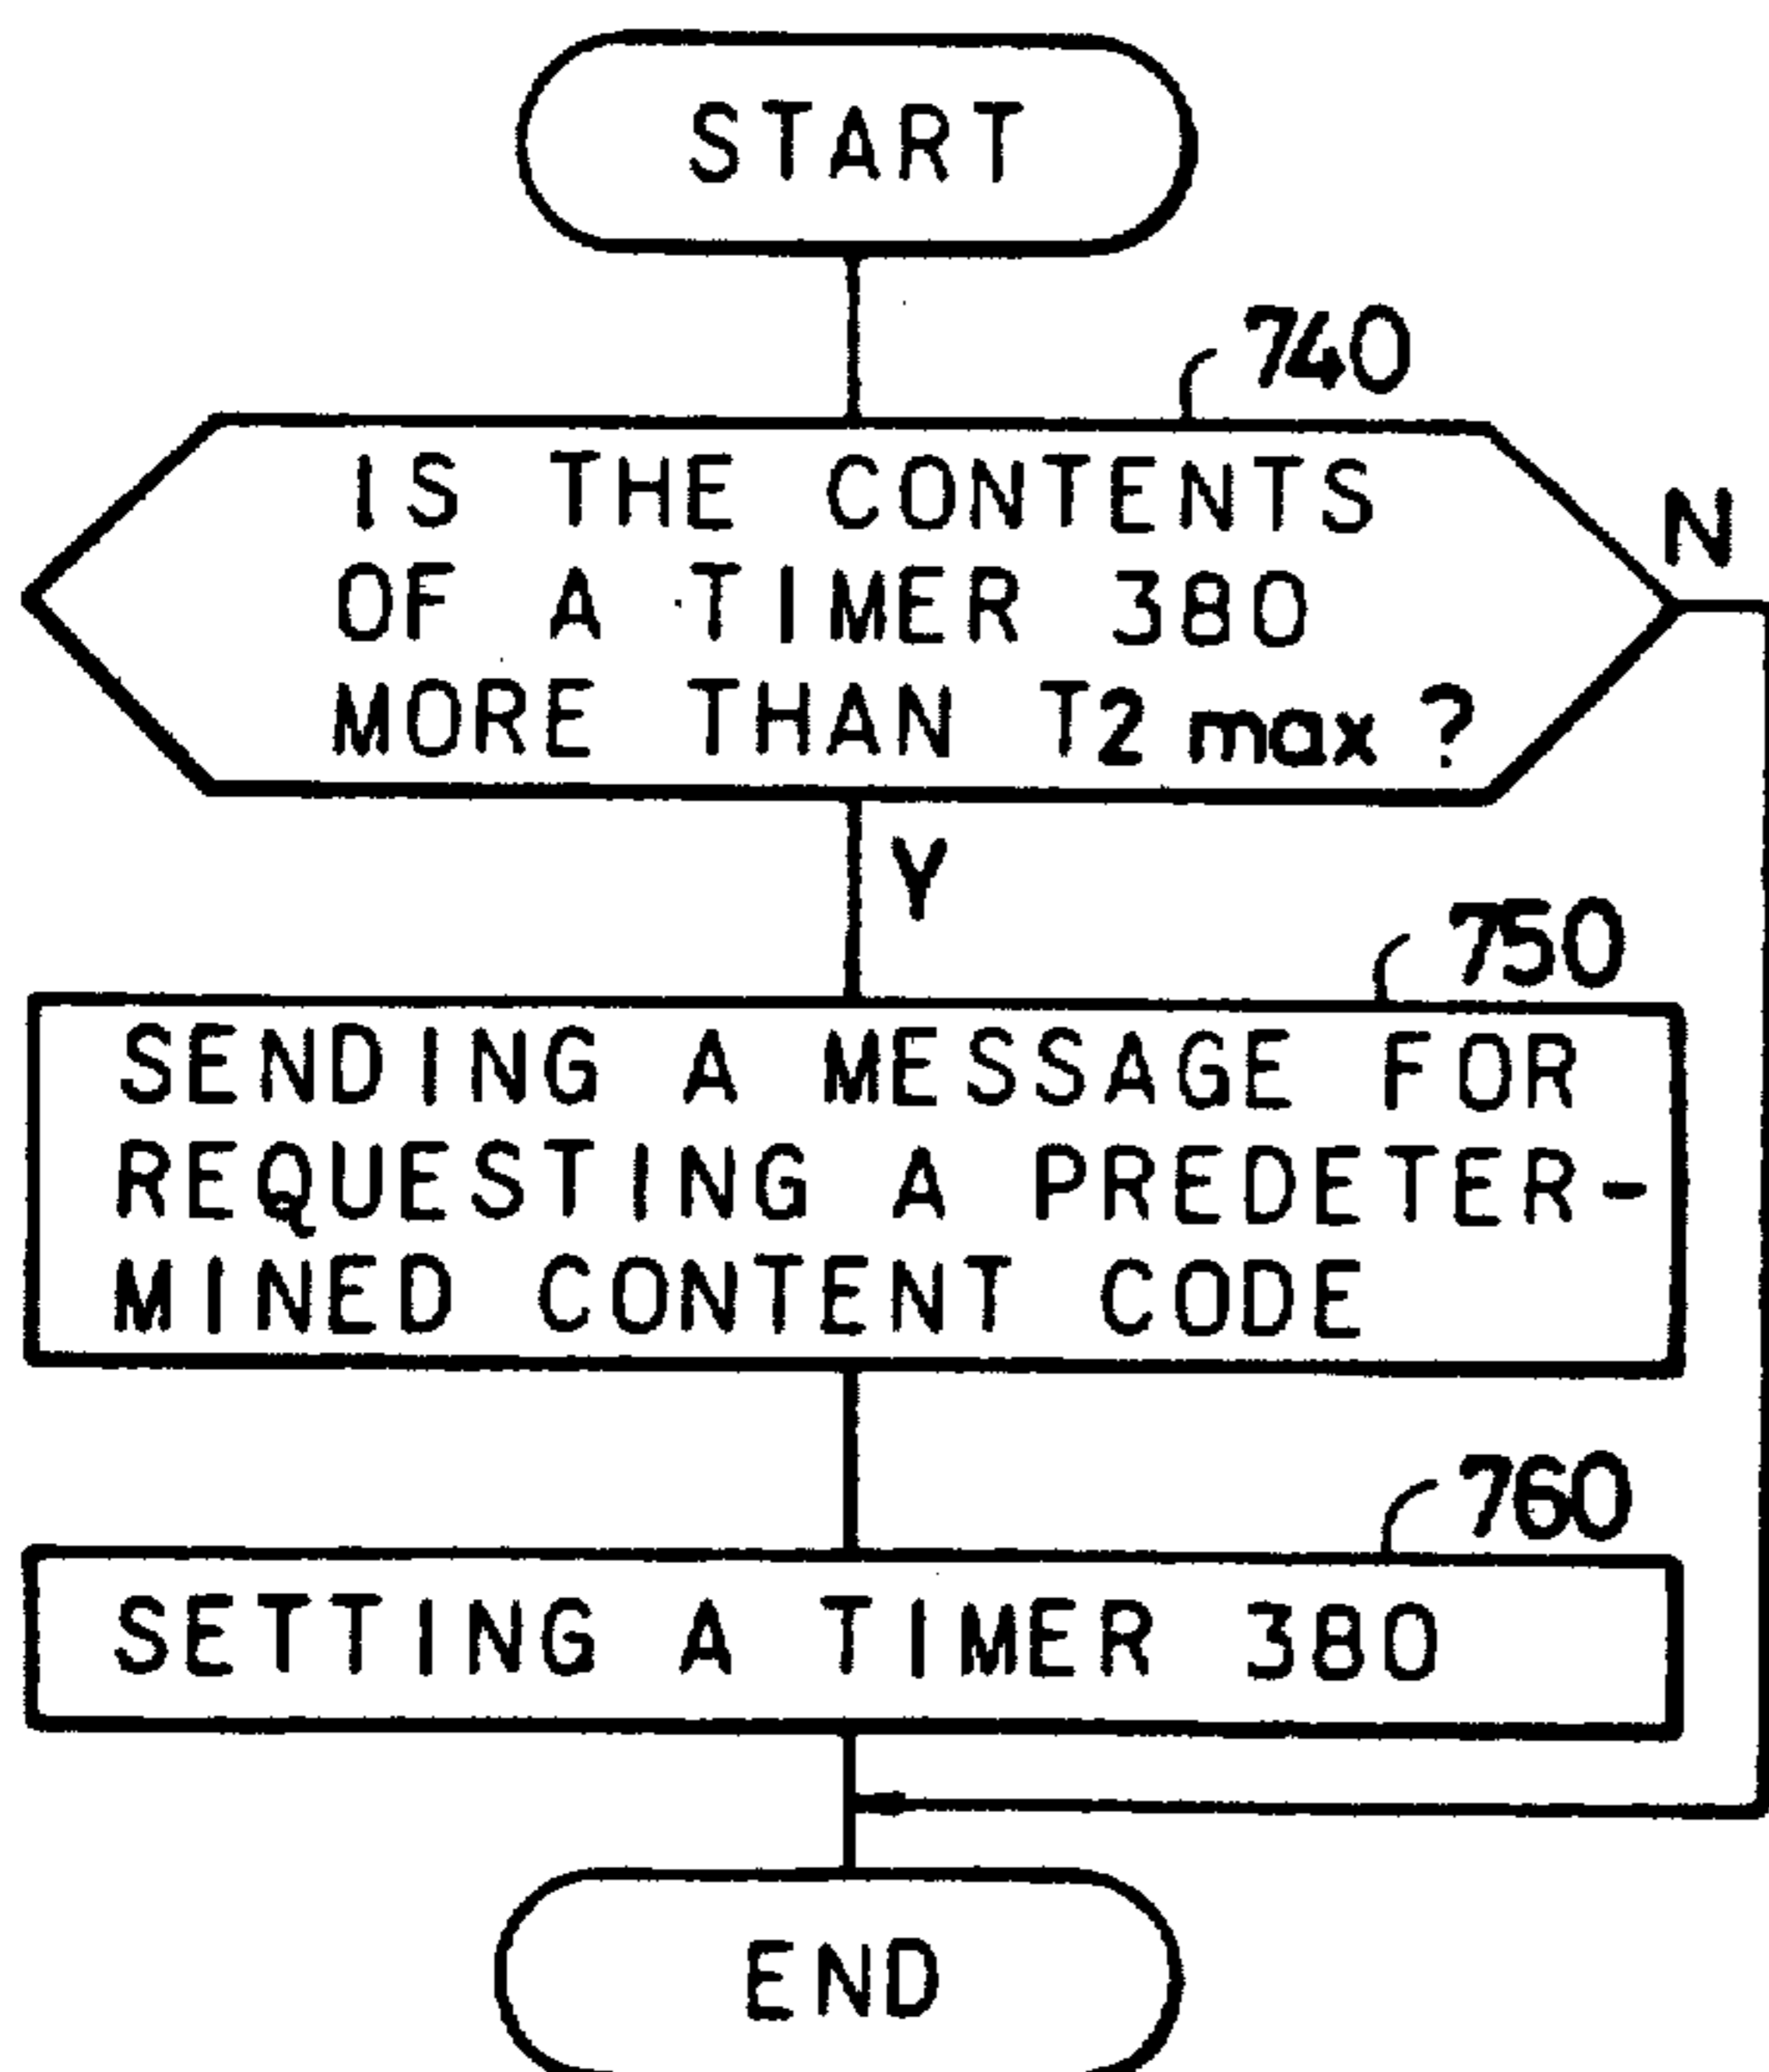 START
740
IS THE CONTENTS
OF A TIMER 380
MORE THAN T2 max ?
N
Y
750
SENDING A MESSAGE FOR
REQUESTING A PREDETER-
MINED CONTENT CODE
760
SETTING A TIMER 380
END